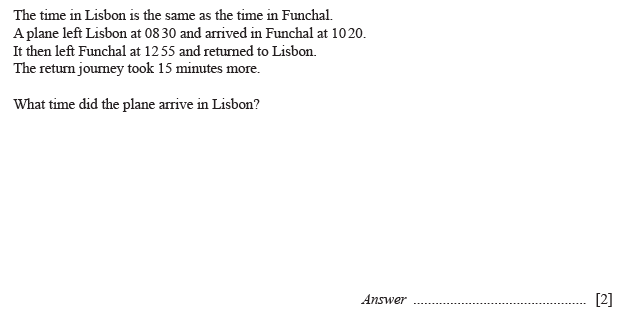 The time in Lisbon is the same as the time in Funchal.
A plane left Lisbon at 08 30 and arrived in Funchal at 10 20.
It then left Funchal at 12 55 and returned to Lisbon.
The return journey took 15 minutes more.
What time did the plane arrive in Lisbon?
Answer ................................................ [2]